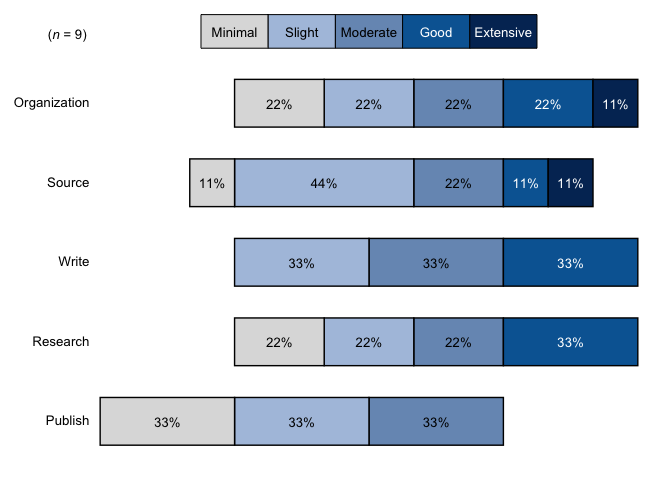 (n = 9) Minimal Slight Moderate Good Extensive
Organization 22% 22% 22% 22% 11%
Source 11% 44% 22% 11% 11%
Write 33% 33% 33%
Research 22% 22% 22% 33%
Publish 33% 33% 33%